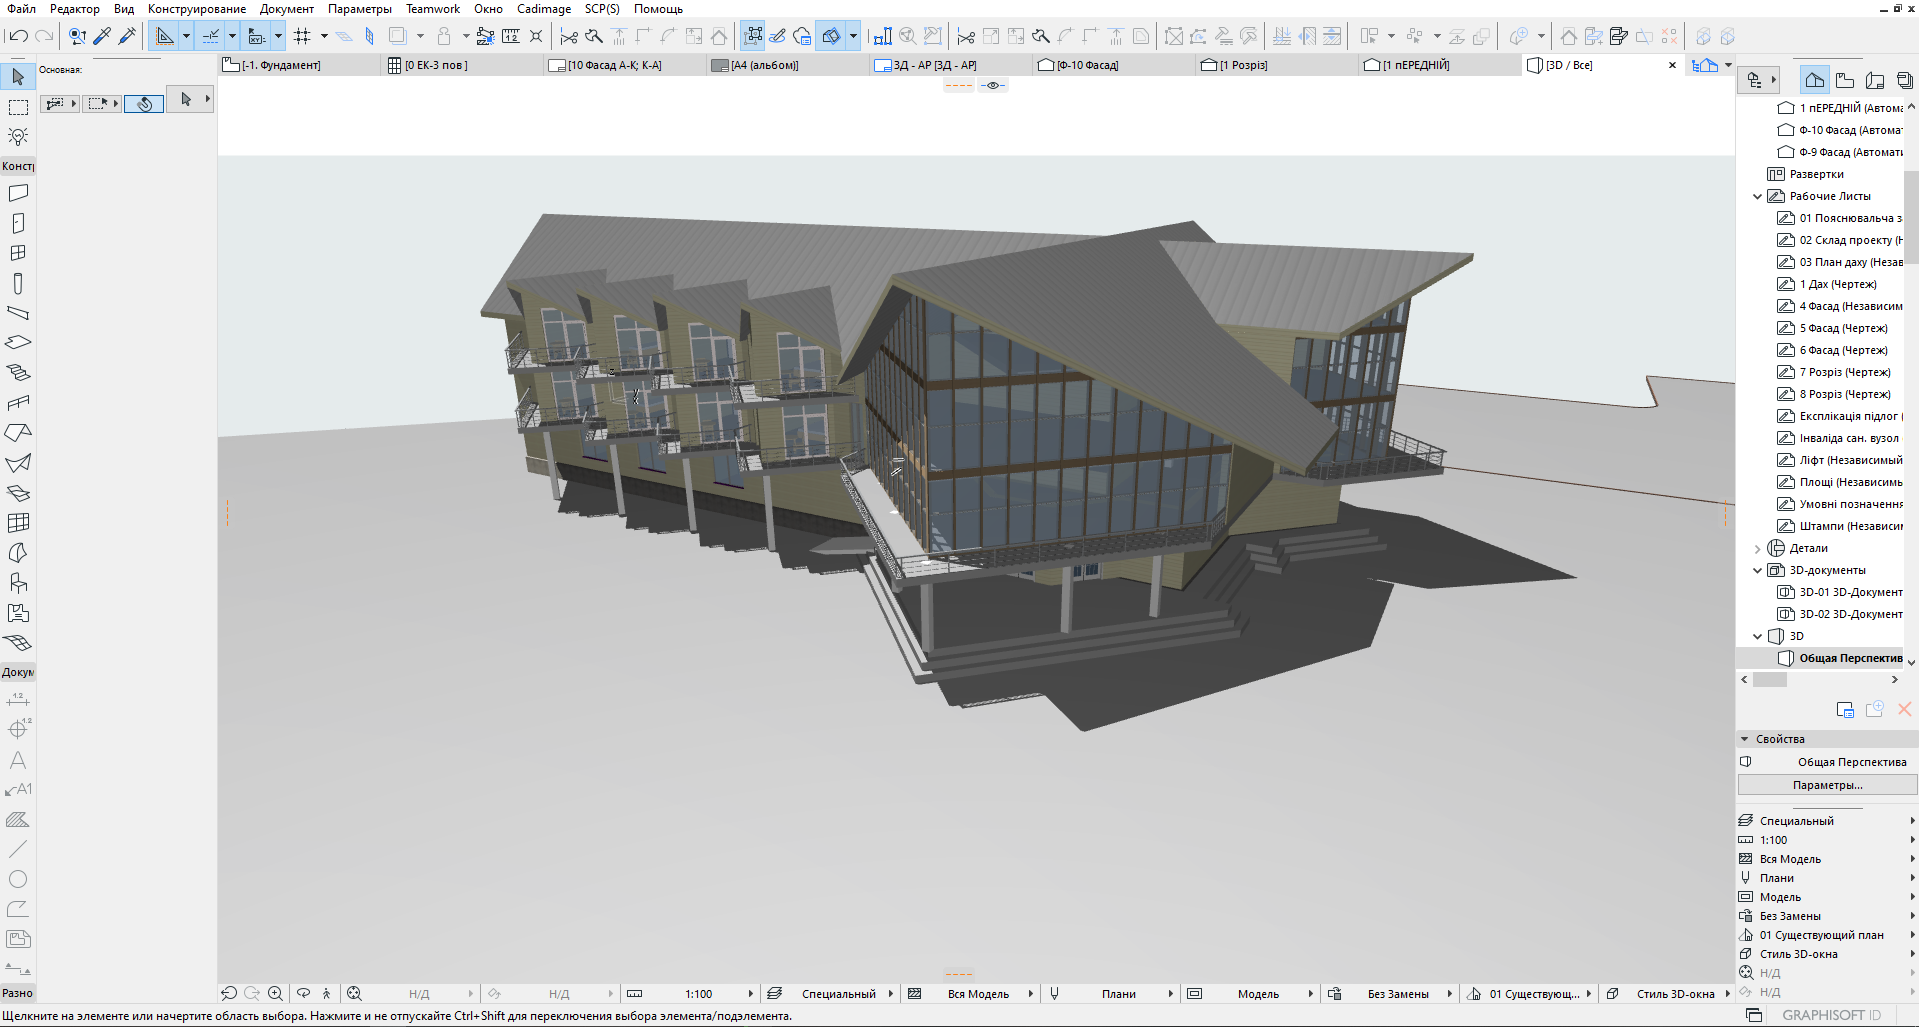 Файл Редактор Вид Конструирование Документ Параметры Teamwork Окно Cadimage SCP(S) Помощь
Основная:
[-1. Фундамент] [0 ЕК-3 пов ] [10 Фасад А-К; К-А] [А4 (альбом)] 3Д - АР [3Д - АР] [Ф-10 Фасад] [1 Розріз] [1 пЕРЕДНІЙ] [3D / Все]
Констр
Докум
1.2
1.2
A
A1
Разно
1 пЕРЕДНІЙ (Автома
Ф-10 Фасад (Автома
Ф-9 Фасад (Автомати
Развертки
Рабочие Листы
01 Пояснювальча з
02 Склад проекту (Н
03 План даху (Незав
1 Дах (Чертеж)
4 Фасад (Независим
5 Фасад (Чертеж)
6 Фасад (Чертеж)
7 Розріз (Чертеж)
8 Розріз (Чертеж)
Експлікація підлог (
Інваліда сан. вузол
Ліфт (Независимый
Площі (Независимь
Умовні позначення
Штампи (Независим
Детали
3D-документы
3D-01 3D-Документ
3D-02 3D-Документ
3D
Общая Перспектив
Свойства
Общая Перспектива
Параметры...
Специальный
1:100
Вся Модель
Плани
Модель
Без Замены
01 Существующий план
Стиль 3D-окна
Н/Д
Н/Д
Н/Д Н/Д 1:100 Специальный Вся Модель Плани Модель Без Замены 01 Существующ... Стиль 3D-окна
Щелкните на элементе или начертите область выбора. Нажмите и не отпускайте Ctrl+Shift для переключения выбора элемента/подэлемента.
GRAPHISOFT ID